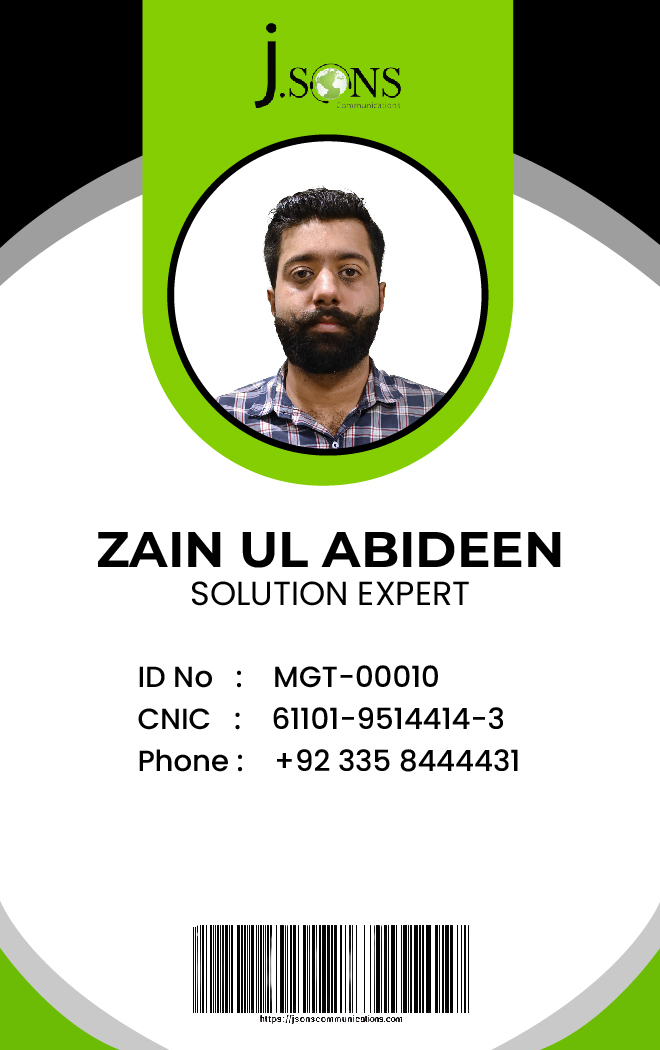 j.SONS
Communications
ZAIN UL ABIDEEN
SOLUTION EXPERT
ID No : MGT-00010
CNIC : 61101-9514414-3
Phone : +92 335 8444431
https://jsonscommunications.com